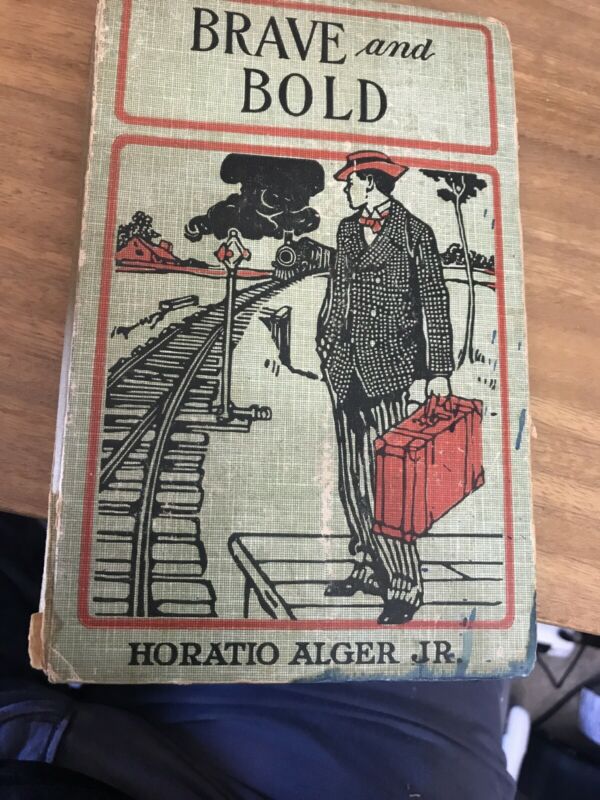 BRAVE and
BOLD
HORATIO ALGER JR.